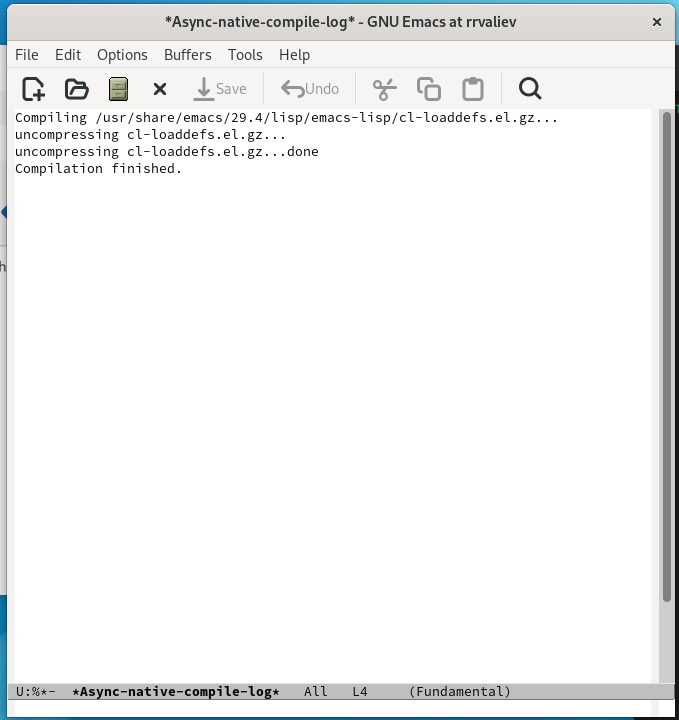 *Async-native-compile-log* - GNU Emacs at rrvaliev
File Edit Options Buffers Tools Help
Save Undo
Compiling /usr/share/emacs/29.4/lisp/emacs-lisp/cl-loaddefs.el.gz...
uncompressing cl-loaddefs.el.gz...
uncompressing cl-loaddefs.el.gz...done
Compilation finished.
U:%*- *Async-native-compile-log* All L4 (Fundamental)